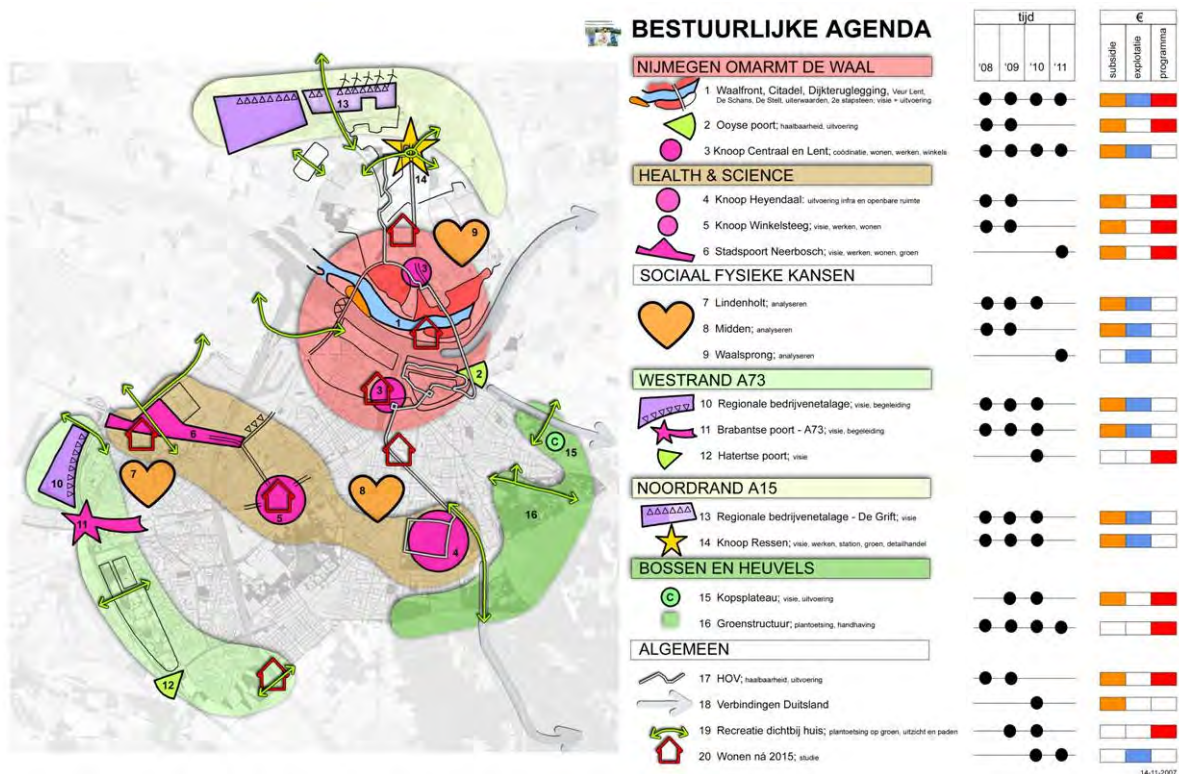 BESTUURLIJKE AGENDA
tijd
€
'08 '09 '10 '11
subsidie
explotatie
programma
NIJMEGEN OMARMT DE WAAL
1 Waalfront, Citadel, Dijkteruglegging, Veur Lent,
De Schans, De Stelt, uiterwaarden, 2e stapsteen; visie + uitvoering
2 Ooyse poort; haalbaarheid, uitvoering
3 Knoop Centraal en Lent; coödinatie, wonen, werken, winkels
HEALTH & SCIENCE
4 Knoop Heyendaal: uitvoering infra en openbare ruimte
5 Knoop Winkelsteeg; visie, werken, wonen
6 Stadspoort Neerbosch; visie, werken, wonen, groen
SOCIAAL FYSIEKE KANSEN
7 Lindenholt; analyseren
8 Midden; analyseren
9 Waalsprong; analyseren
WESTRAND A73
10 Regionale bedrijvenetalage; visie, begeleiding
11 Brabantse poort - A73; visie, begeleiding
12 Hatertse poort; visie
NOORDRAND A15
13 Regionale bedrijvenetalage - De Grift; visie
14 Knoop Ressen; visie, werken, station, groen, detailhandel
BOSSEN EN HEUVELS
C
15 Kopsplateau; visie, uitvoering
16 Groenstructuur; plantoetsing, handhaving
ALGEMEEN
17 HOV; haalbaarheid, uitvoering
18 Verbindingen Duitsland
19 Recreatie dichtbij huis; plantoetsing op groen, uitzicht en paden
20 Wonen ná 2015; studie
14-11-2007
13
14
9
3
1
2
3
C
15
6
7
10
8
16
5
11
4
12